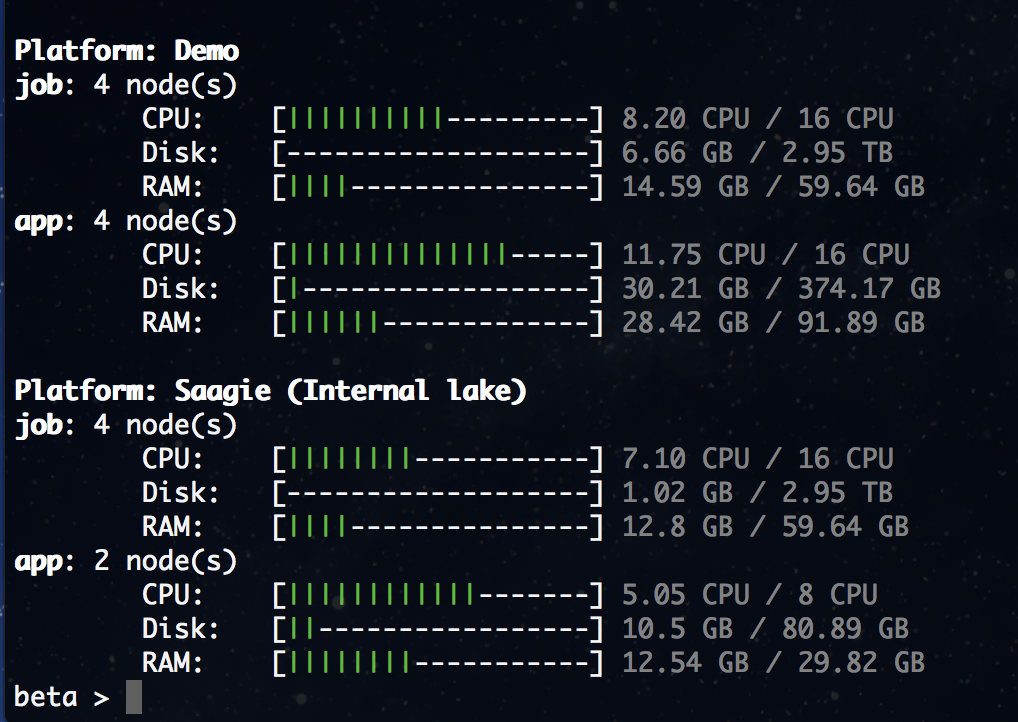 Platform: Demo
job: 4 node(s)
CPU: [||||||||||---------] 8.20 CPU / 16 CPU
Disk: [-------------------] 6.66 GB / 2.95 TB
RAM: [||||---------------] 14.59 GB / 59.64 GB
app: 4 node(s)
CPU: [||||||||||||||-----] 11.75 CPU / 16 CPU
Disk: [|------------------] 30.21 GB / 374.17 GB
RAM: [||||||-------------] 28.42 GB / 91.89 GB
Platform: Saagie (Internal lake)
job: 4 node(s)
CPU: [||||||||-----------] 7.10 CPU / 16 CPU
Disk: [-------------------] 1.02 GB / 2.95 TB
RAM: [||||---------------] 12.8 GB / 59.64 GB
app: 2 node(s)
CPU: [||||||||||||-------] 5.05 CPU / 8 CPU
Disk: [||-----------------] 10.5 GB / 80.89 GB
RAM: [||||||||-----------] 12.54 GB / 29.82 GB
beta >